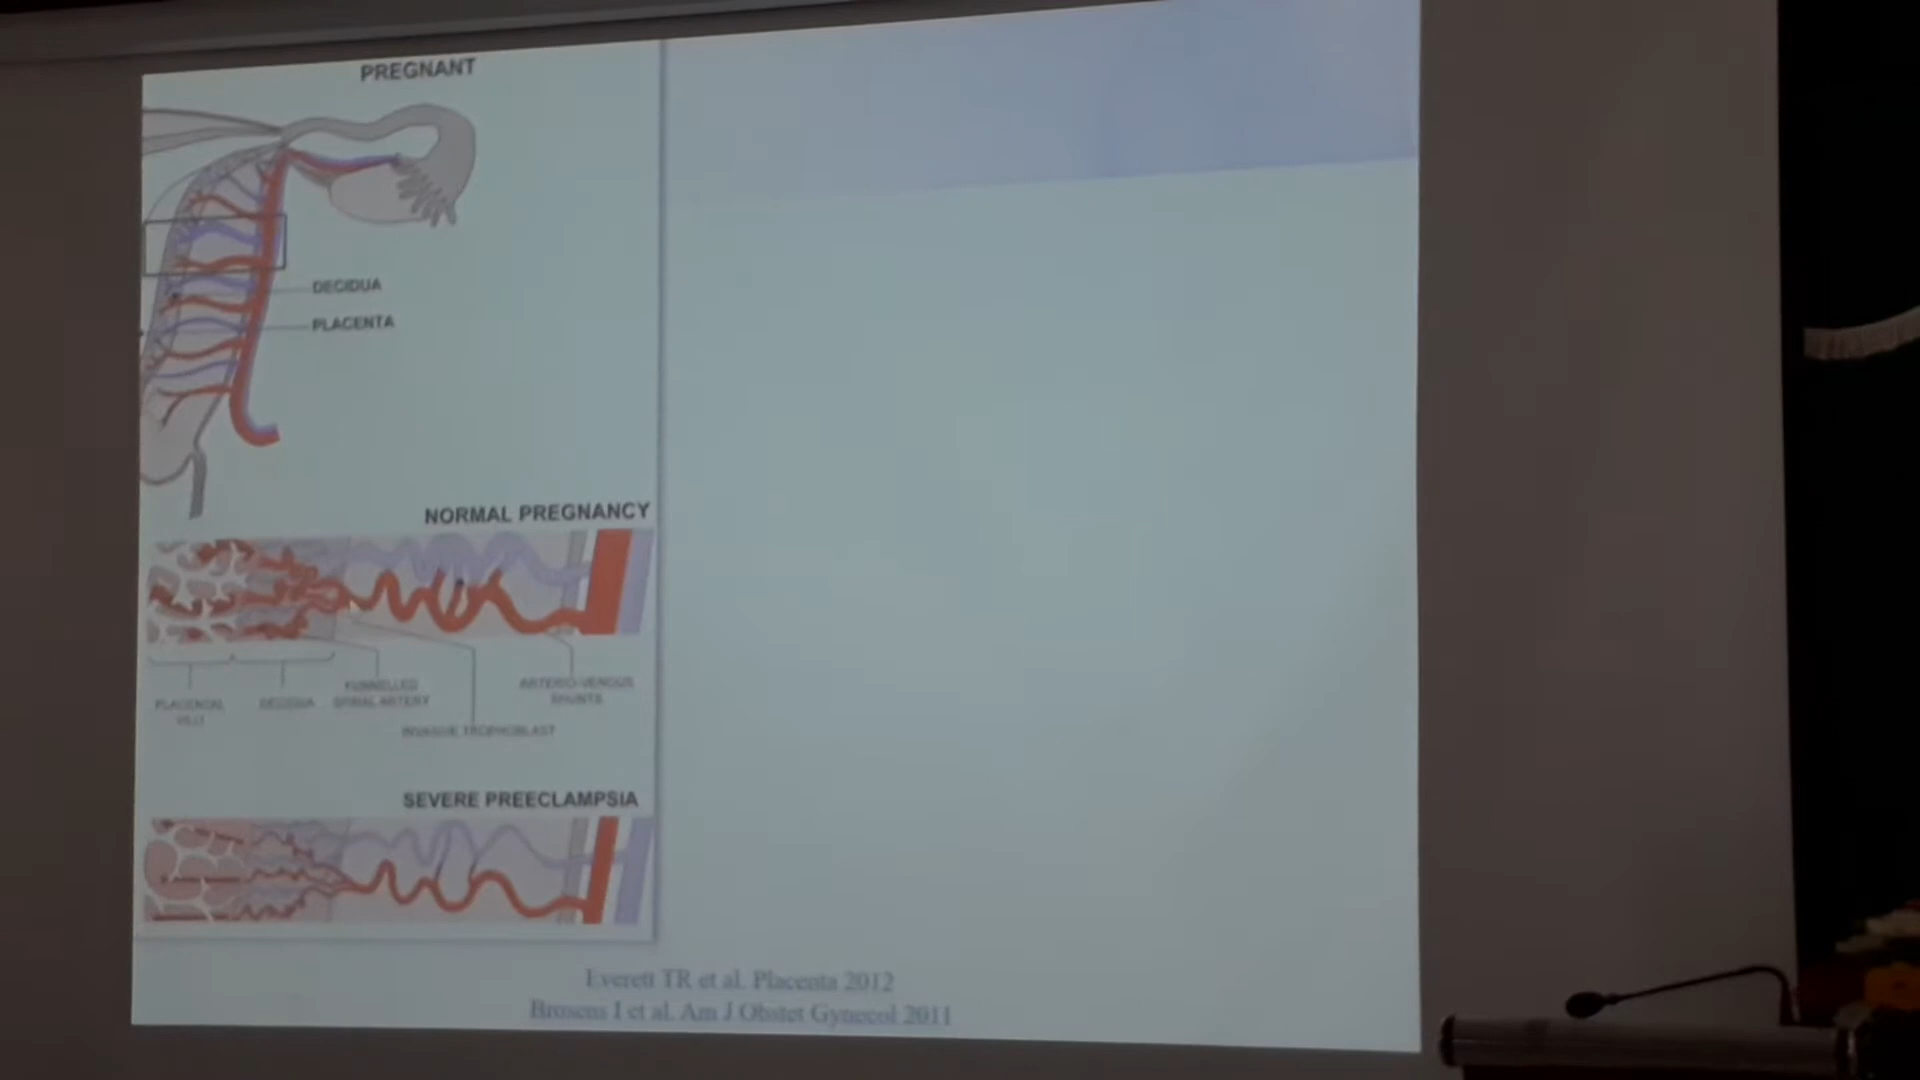 PREGNANT
DECIDUA
PLACENTA
NORMAL PREGNANCY
PLACENTAL
VILLI
DECIDUA
FUNNELLED
SPIRAL ARTERY
INVASIVE TROPHOBLAST
ARTERIO-VENOUS
SHUNTS
SEVERE PREECLAMPSIA
Everett TR et al. Placenta 2012
Brosens I et al. Am J Obstet Gynecol 2011